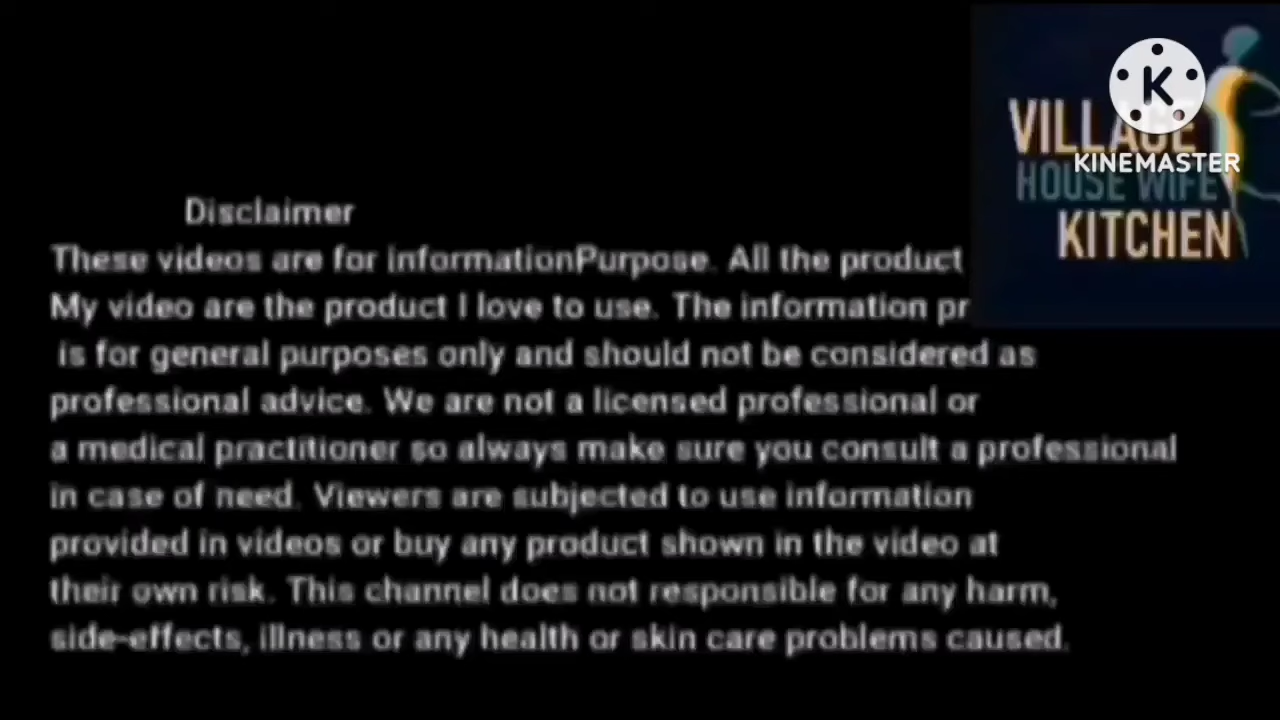 Disclaimer
These videos are for informationPurpose. All the product
My video are the product I love to use. The information pr
is for general purposes only and should not be considered as
professional advice. We are not a licensed professional or
a medical practitioner so always make sure you consult a professional
in case of need. Viewers are subjected to use information
provided in videos or buy any product shown in the video at
their own risk. This channel does not responsible for any harm,
side-effects, illness or any health or skin care problems caused.
VILLAGE
K
KINEMASTER
HOUSE WIFE
KITCHEN